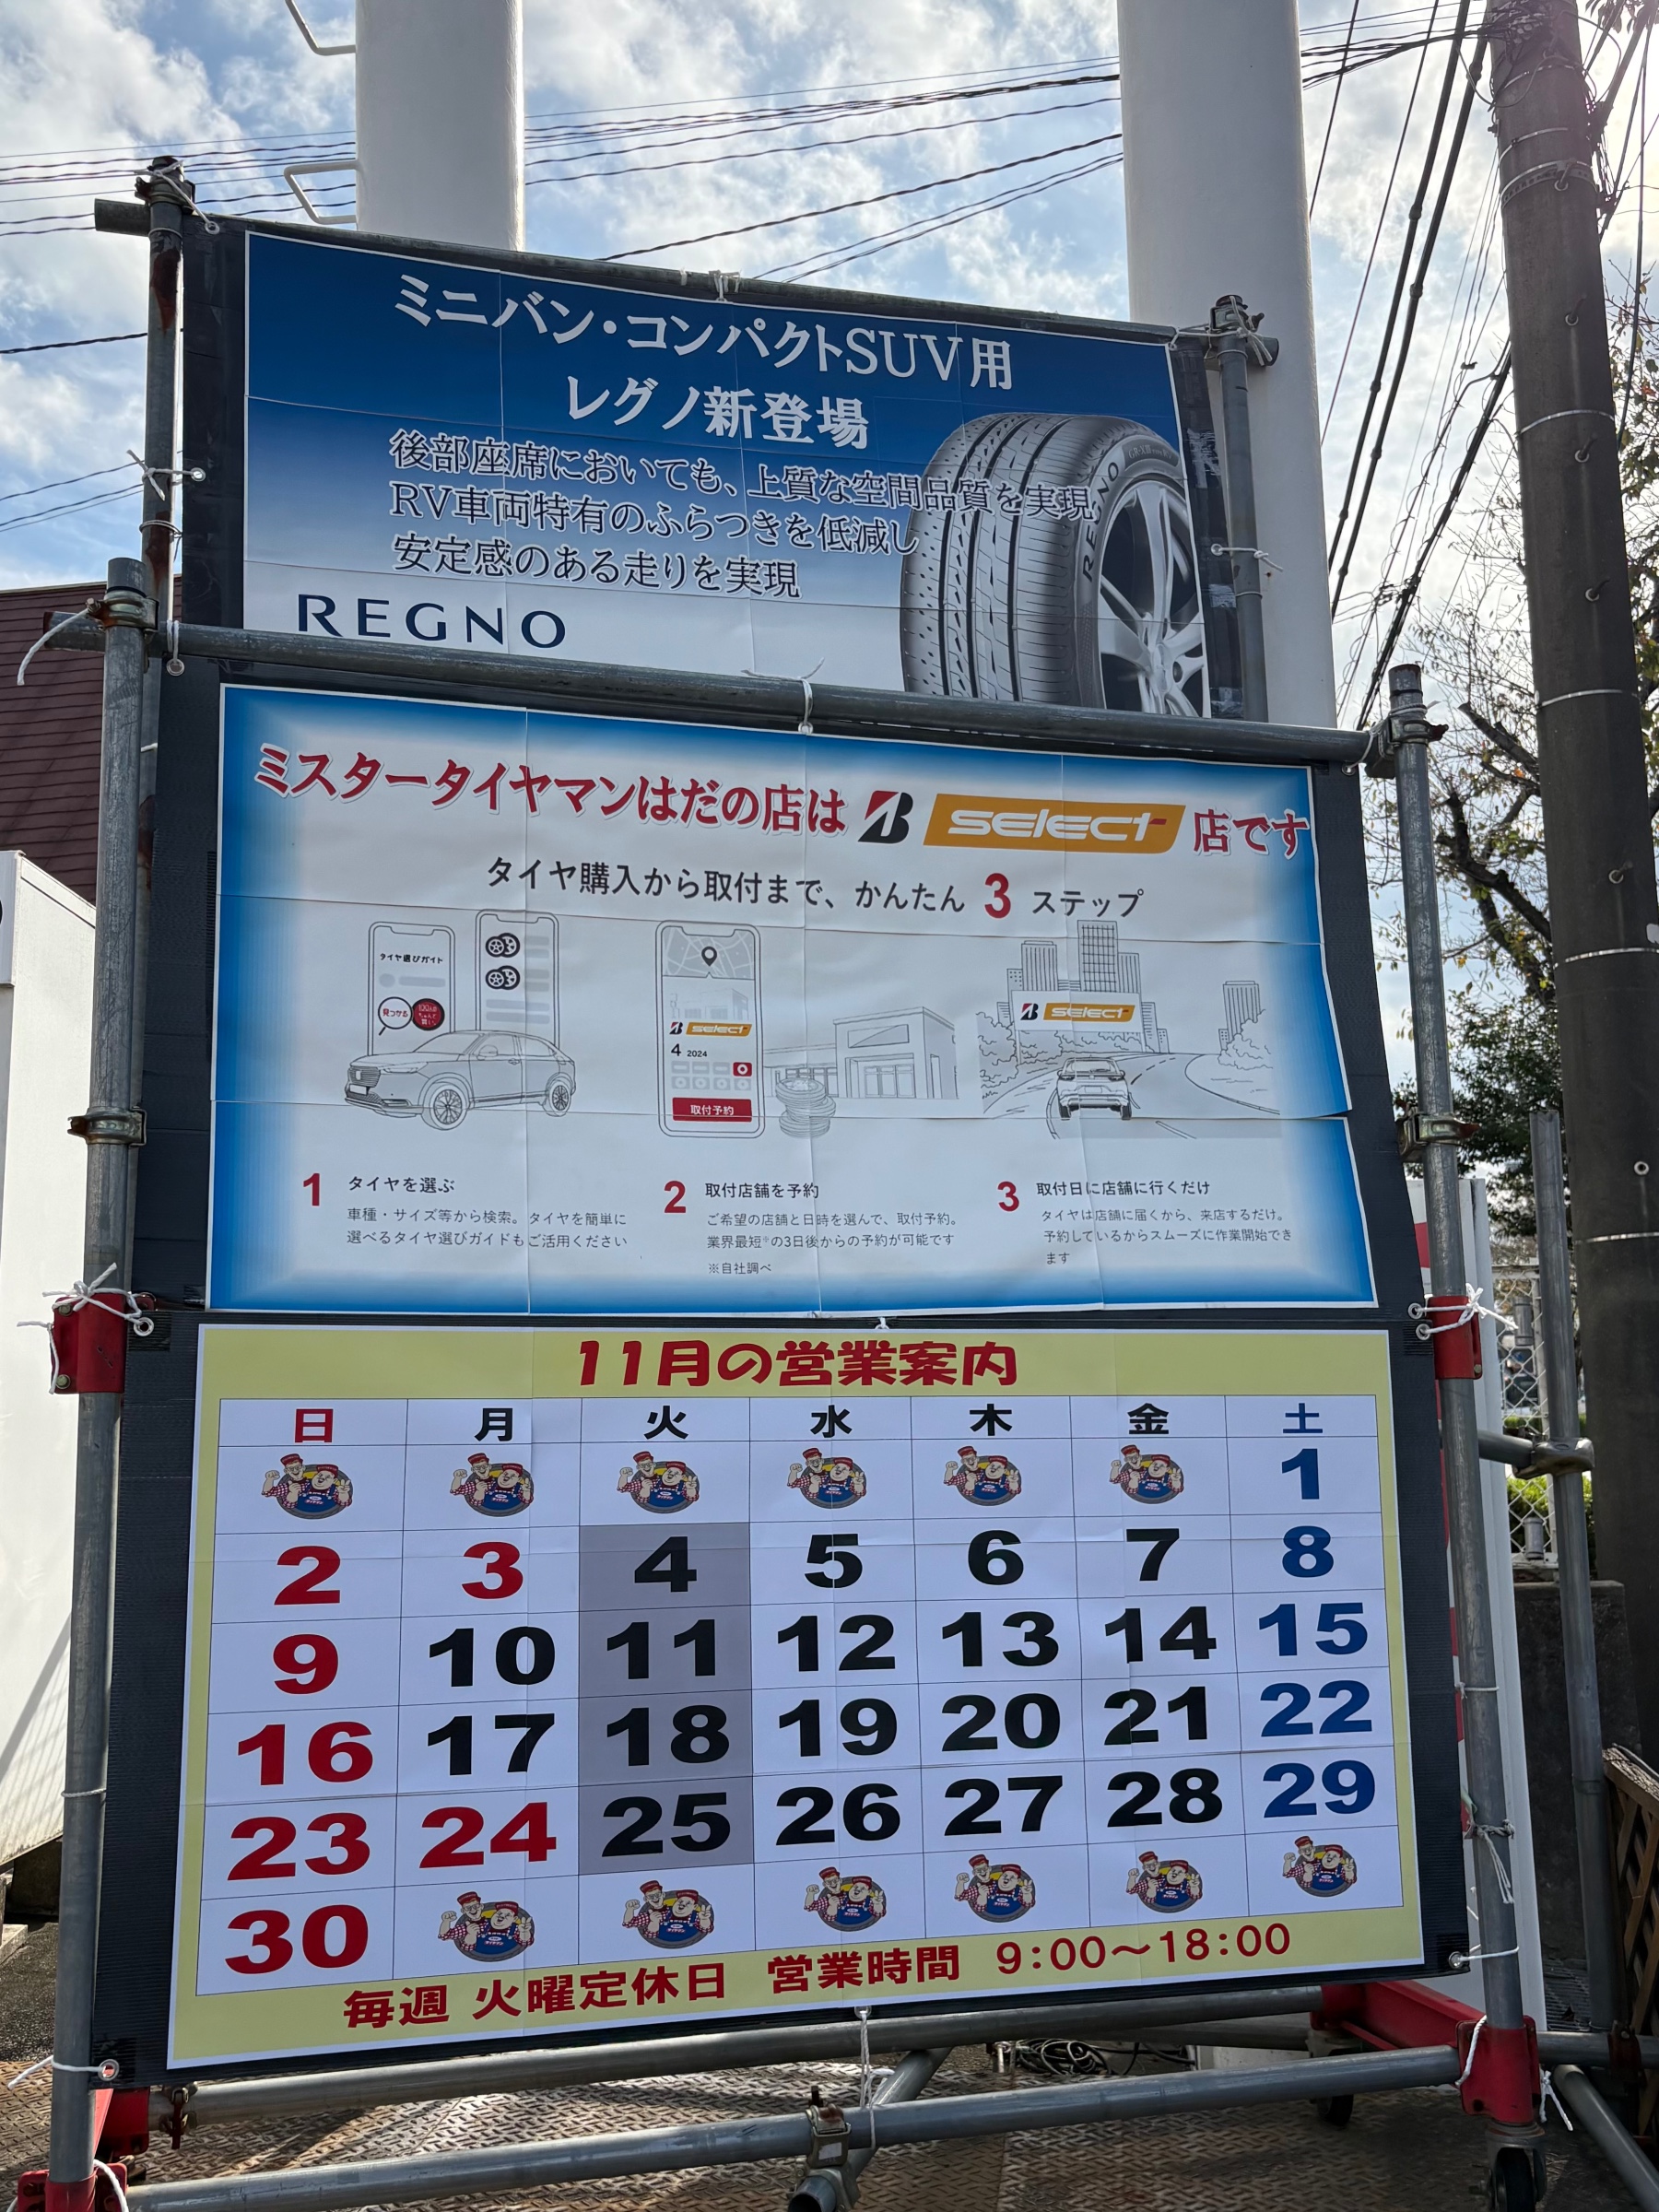 ミニバン・コンパクトSUV用
レグノ新登場
後部座席においても、上質な空間品質を実現
RV車両特有のふらつきを低減し
安定感のある走りを実現
REGNO
REGNO
ミスタータイヤマンはだの店は B select 店です
タイヤ購入から取付まで、かんたん 3 ステップ
タイヤ選びガイド
見つかる
B select
4 2024
取付予約
B select
1 タイヤを選ぶ
車種・サイズ等から検索。タイヤを簡単に
選べるタイヤ選びガイドもご活用ください
2 取付店舗を予約
ご希望の店舗と日時を選んで、取付予約。
業界最短※の3日後からの予約が可能です
※自社調べ
3 取付日に店舗に行くだけ
タイヤは店舗に届くから、来店するだけ。
予約しているからスムーズに作業開始でき
ます
11月の営業案内
日 月 火 水 木 金 土
1
2 3 4 5 6 7 8
9 10 11 12 13 14 15
16 17 18 19 20 21 22
23 24 25 26 27 28 29
30
毎週 火曜定休日 営業時間 9:00～18:00